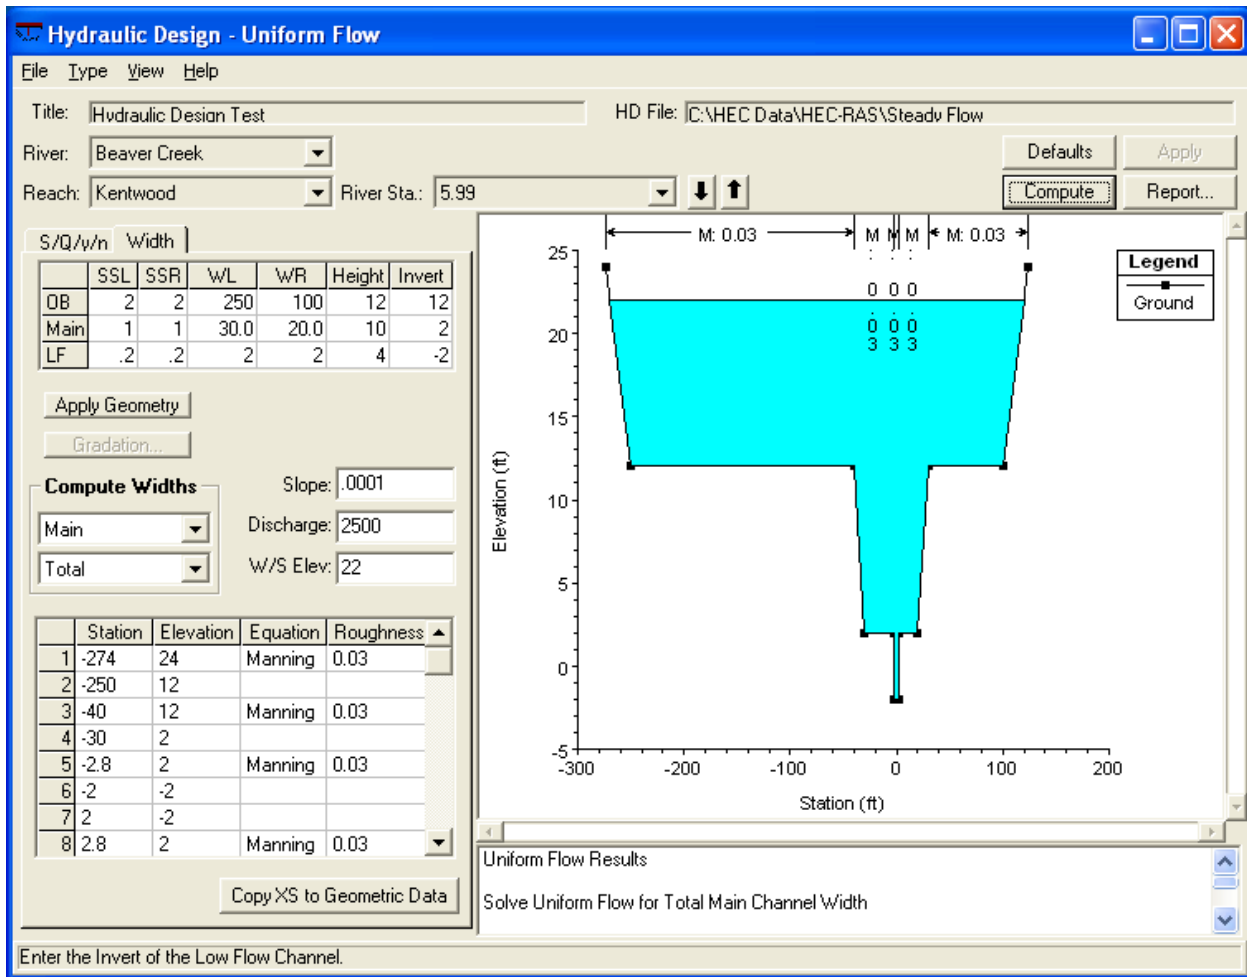 Hydraulic Design - Uniform Flow
File Type View Help
Title: Hydraulic Design Test HD File: C:\HEC Data\HEC-RAS\Steady Flow
River: Beaver Creek Defaults Apply
Reach: Kentwood River Sta.: 5.99 Compute Report...
S/Q/y/n Width
SSL SSR WL WR Height Invert
OB 2 2 250 100 12 12
Main 1 1 30.0 20.0 10 2
LF .2 .2 2 2 4 -2
Apply Geometry
Gradation...
Compute Widths
Main
Total
Slope: .0001
Discharge: 2500
W/S Elev: 22
Station Elevation Equation Roughness
1 -274 24 Manning 0.03
2 -250 12
3 -40 12 Manning 0.03
4 -30 2
5 -2.8 2 Manning 0.03
6 -2 -2
7 2 -2
8 2.8 2 Manning 0.03
Copy XS to Geometric Data
M: 0.03 M: 0.03 M: 0.03 M: 0.03 M: 0.03
Legend
Ground
Elevation (ft)
25
20
15
10
5
0
-5
-300 -200 -100 0 100 200
Station (ft)
Uniform Flow Results
Solve Uniform Flow for Total Main Channel Width
Enter the Invert of the Low Flow Channel.